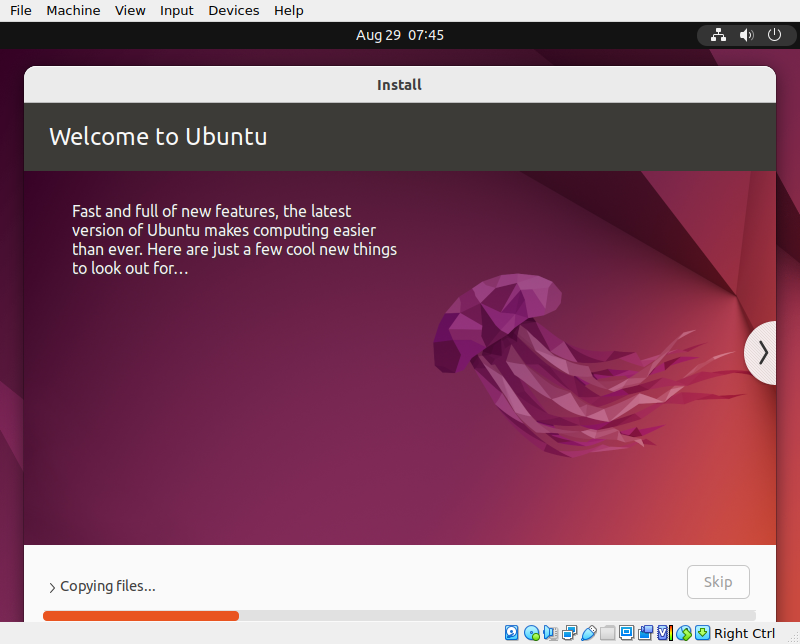 File Machine View Input Devices Help
Aug 29 07:45
Install
Welcome to Ubuntu
Fast and full of new features, the latest
version of Ubuntu makes computing easier
than ever. Here are just a few cool new things
to look out for…
Copying files...
Skip
Right Ctrl